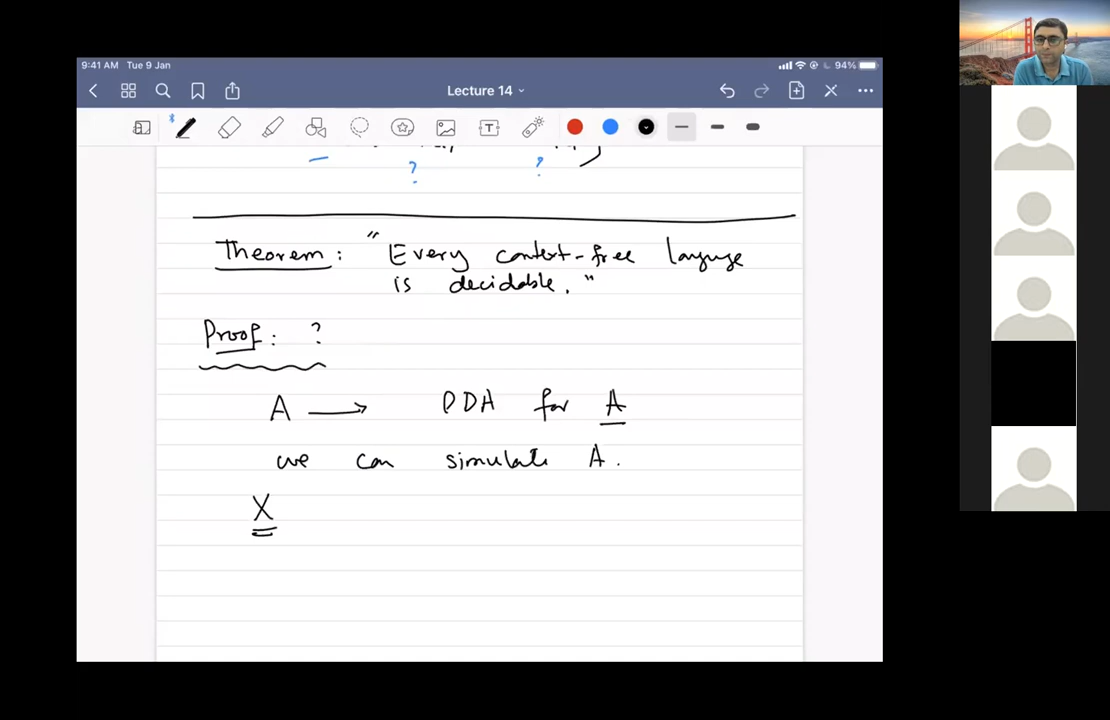 9:41 AM Tue 9 Jan
94%
Lecture 14
T
? ?
Theorem: "Every context-free languge
is decidable."
Proof: ?
A → PDA for A
we can simulate A.
X